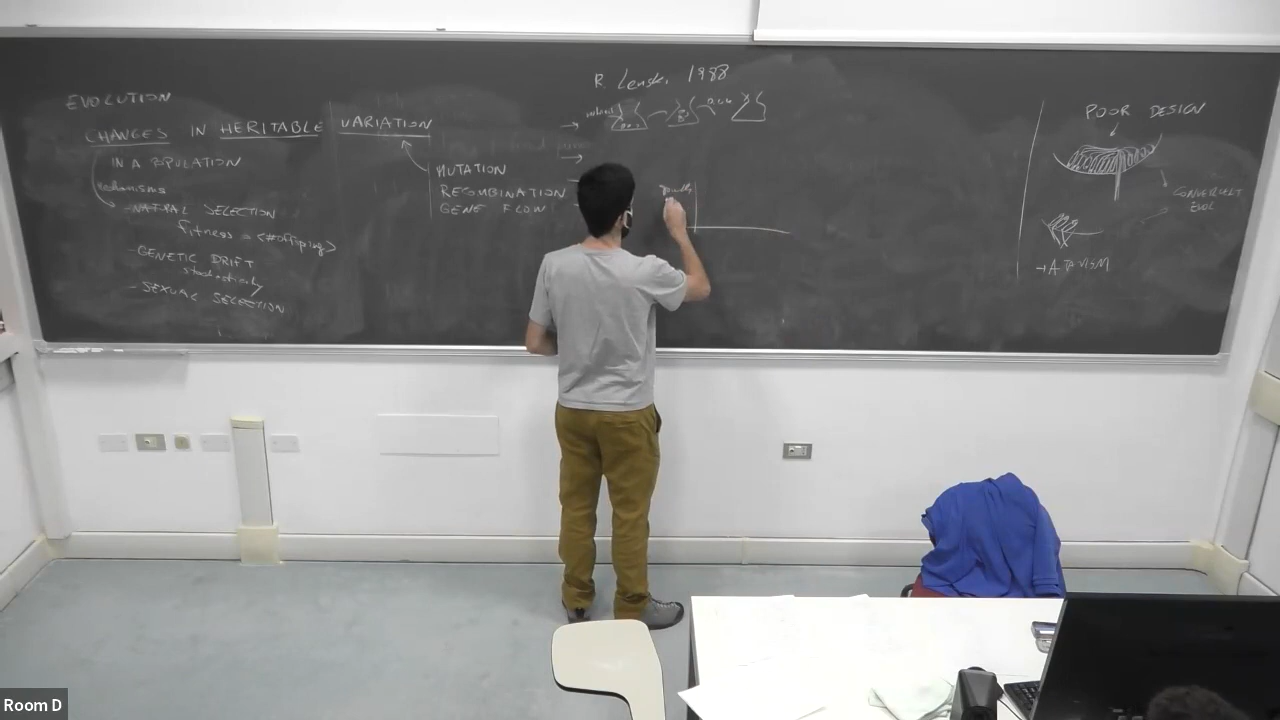 EVOLUTION
CHANGES IN HERITABLE VARIATION
IN A POPULATION
mechanisms
- NATURAL SELECTION
fitness = <#offspring>
- GENETIC DRIFT
stochasticity
- SEXUAL SELECTION
MUTATION
RECOMBINATION
GENE FLOW
R. Lenski, 1988
POOR DESIGN
CONVERGENT
EVOL
→ ATAVISM
Room D